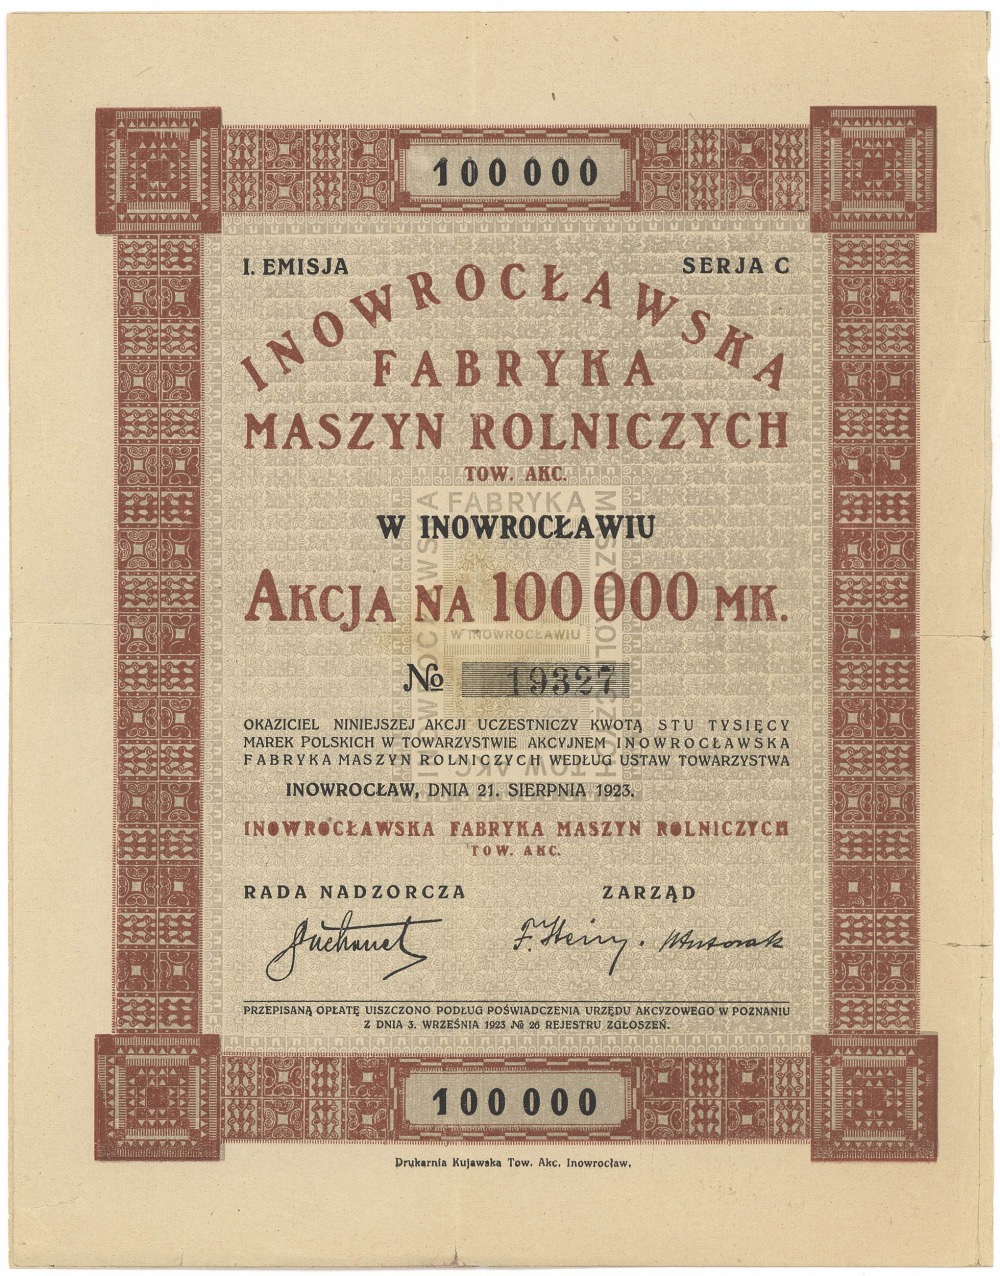 100 000
I. EMISJA SERJA C
INOWROCŁAWSKA
FABRYKA
MASZYN ROLNICZYCH
TOW. AKC.
FABRYKA
W INOWROCŁAWIU
AKCJA NA 100 000 MK.
W INOWROCŁAWIU
№ 19327
OKAZICIEL NINIEJSZEJ AKCJI UCZESTNICZY KWOTĄ STU TYSIĘCY
MAREK POLSKICH W TOWARZYSTWIE AKCYJNEM INOWROCŁAWSKA
FABRYKA MASZYN ROLNICZYCH WEDŁUG USTAW TOWARZYSTWA
INOWROCŁAW, DNIA 21. SIERPNIA 1923.
INOWROCŁAWSKA FABRYKA MASZYN ROLNICZYCH
TOW. AKC.
RADA NADZORCZA ZARZĄD
PRZEPISANĄ OPŁATĘ UISZCZONO PODŁUG POŚWIADCZENIA URZĘDU AKCYZOWEGO W POZNANIU
Z DNIA 3. WRZEŚNIA 1923 № 26 REJESTRU ZGŁOSZEŃ.
100 000
Drukarnia Kujawska Tow. Akc. Inowrocław.